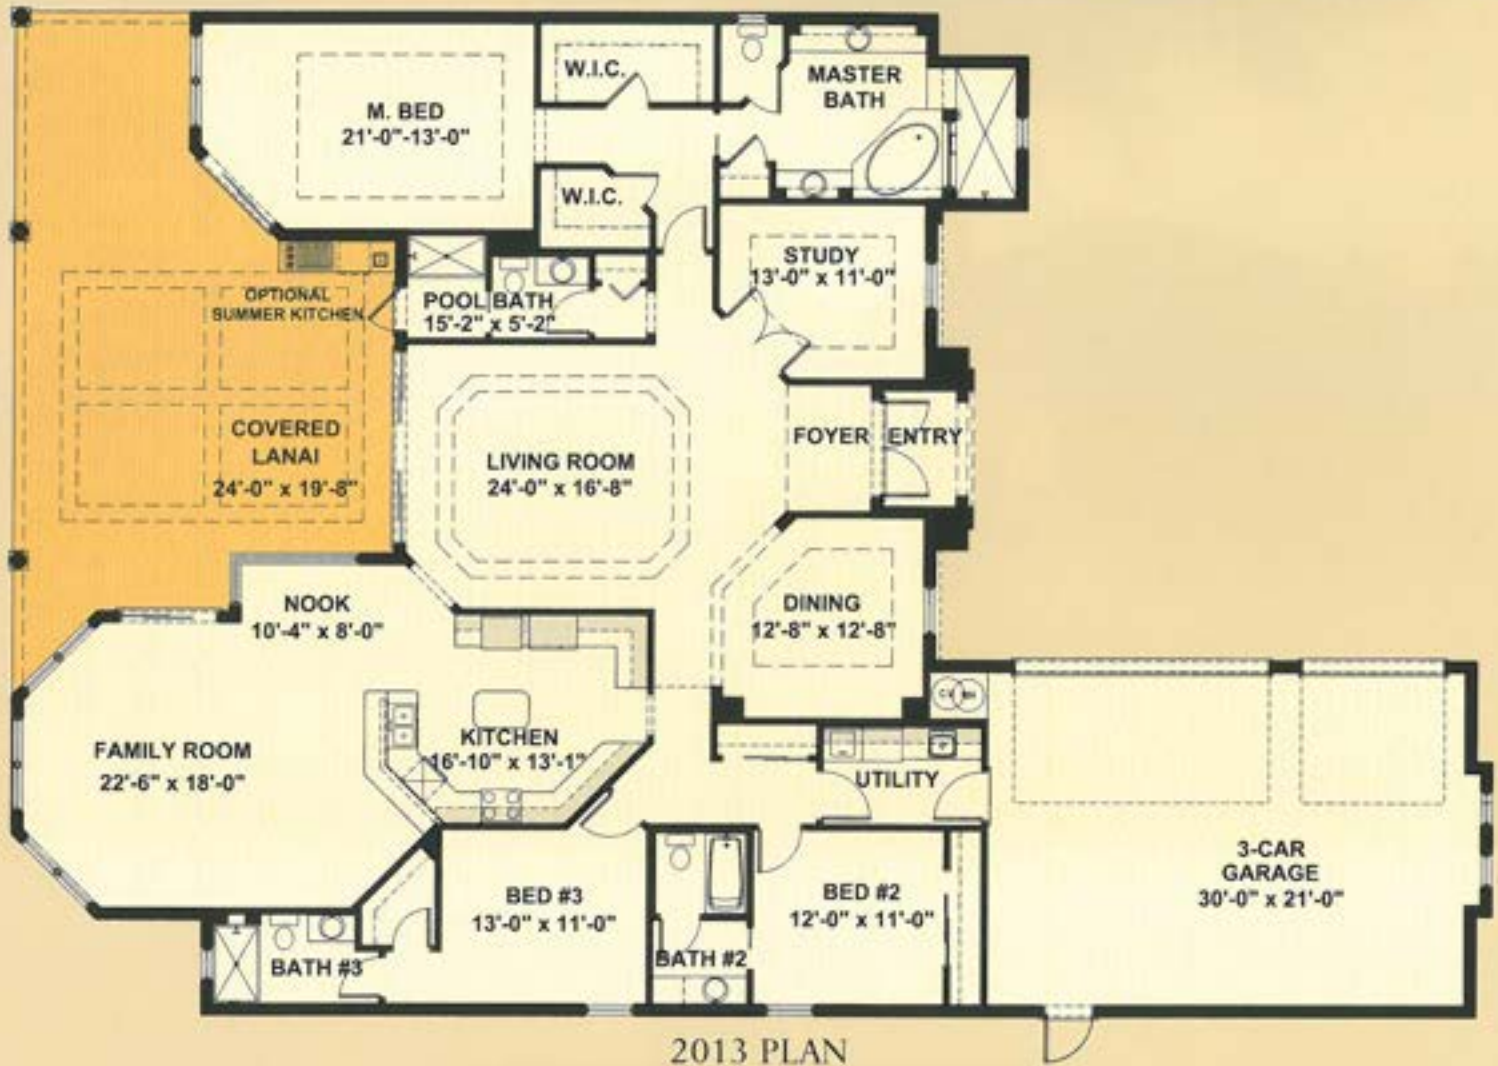 M. BED
21'-0"-13'-0"
W.I.C.
MASTER
BATH
W.I.C.
STUDY
13'-0" x 11'-0"
OPTIONAL
SUMMER KITCHEN
POOL BATH
15'-2" x 5'-2"
COVERED
LANAI
24'-0" x 19'-8"
LIVING ROOM
24'-0" x 16'-8"
FOYER
ENTRY
NOOK
10'-4" x 8'-0"
DINING
12'-8" x 12'-8"
FAMILY ROOM
22'-6" x 18'-0"
KITCHEN
16'-10" x 13'-1"
UTILITY
3-CAR
GARAGE
30'-0" x 21'-0"
BED #3
13'-0" x 11'-0"
BED #2
12'-0" x 11'-0"
BATH #3
BATH #2
2013 PLAN